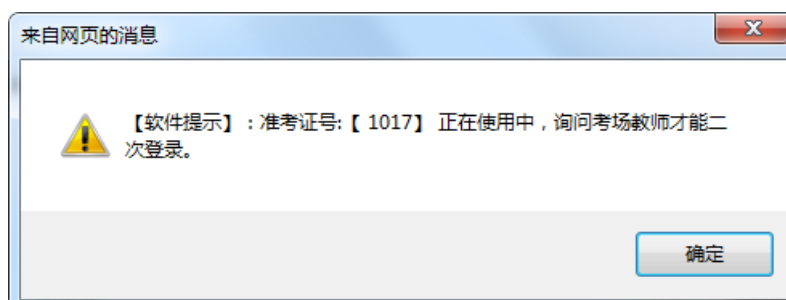 来自网页的消息
【软件提示】：准考证号:【 1017】 正在使用中，询问考场教师才能二
次登录。
确定